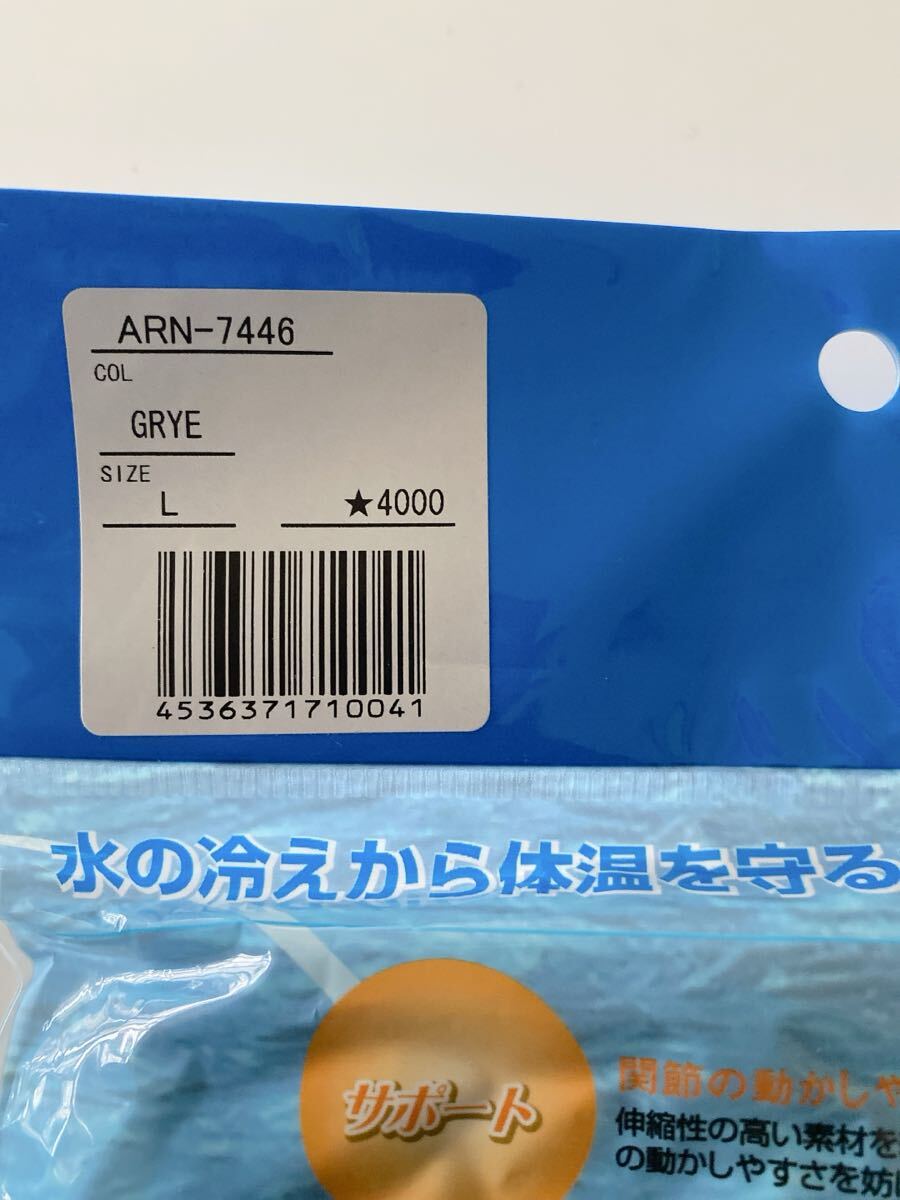 ARN-7446
COL
GRYE
SIZE
L ★4000
4536371710041
水の冷えから体温を守る
サポート
関節の動かしや
伸縮性の高い素材を
の動かしやすさを妨